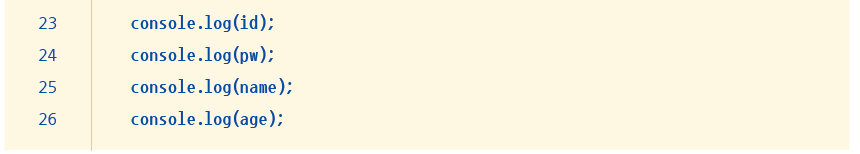 23 console.log(id);
24 console.log(pw);
25 console.log(name);
26 console.log(age);